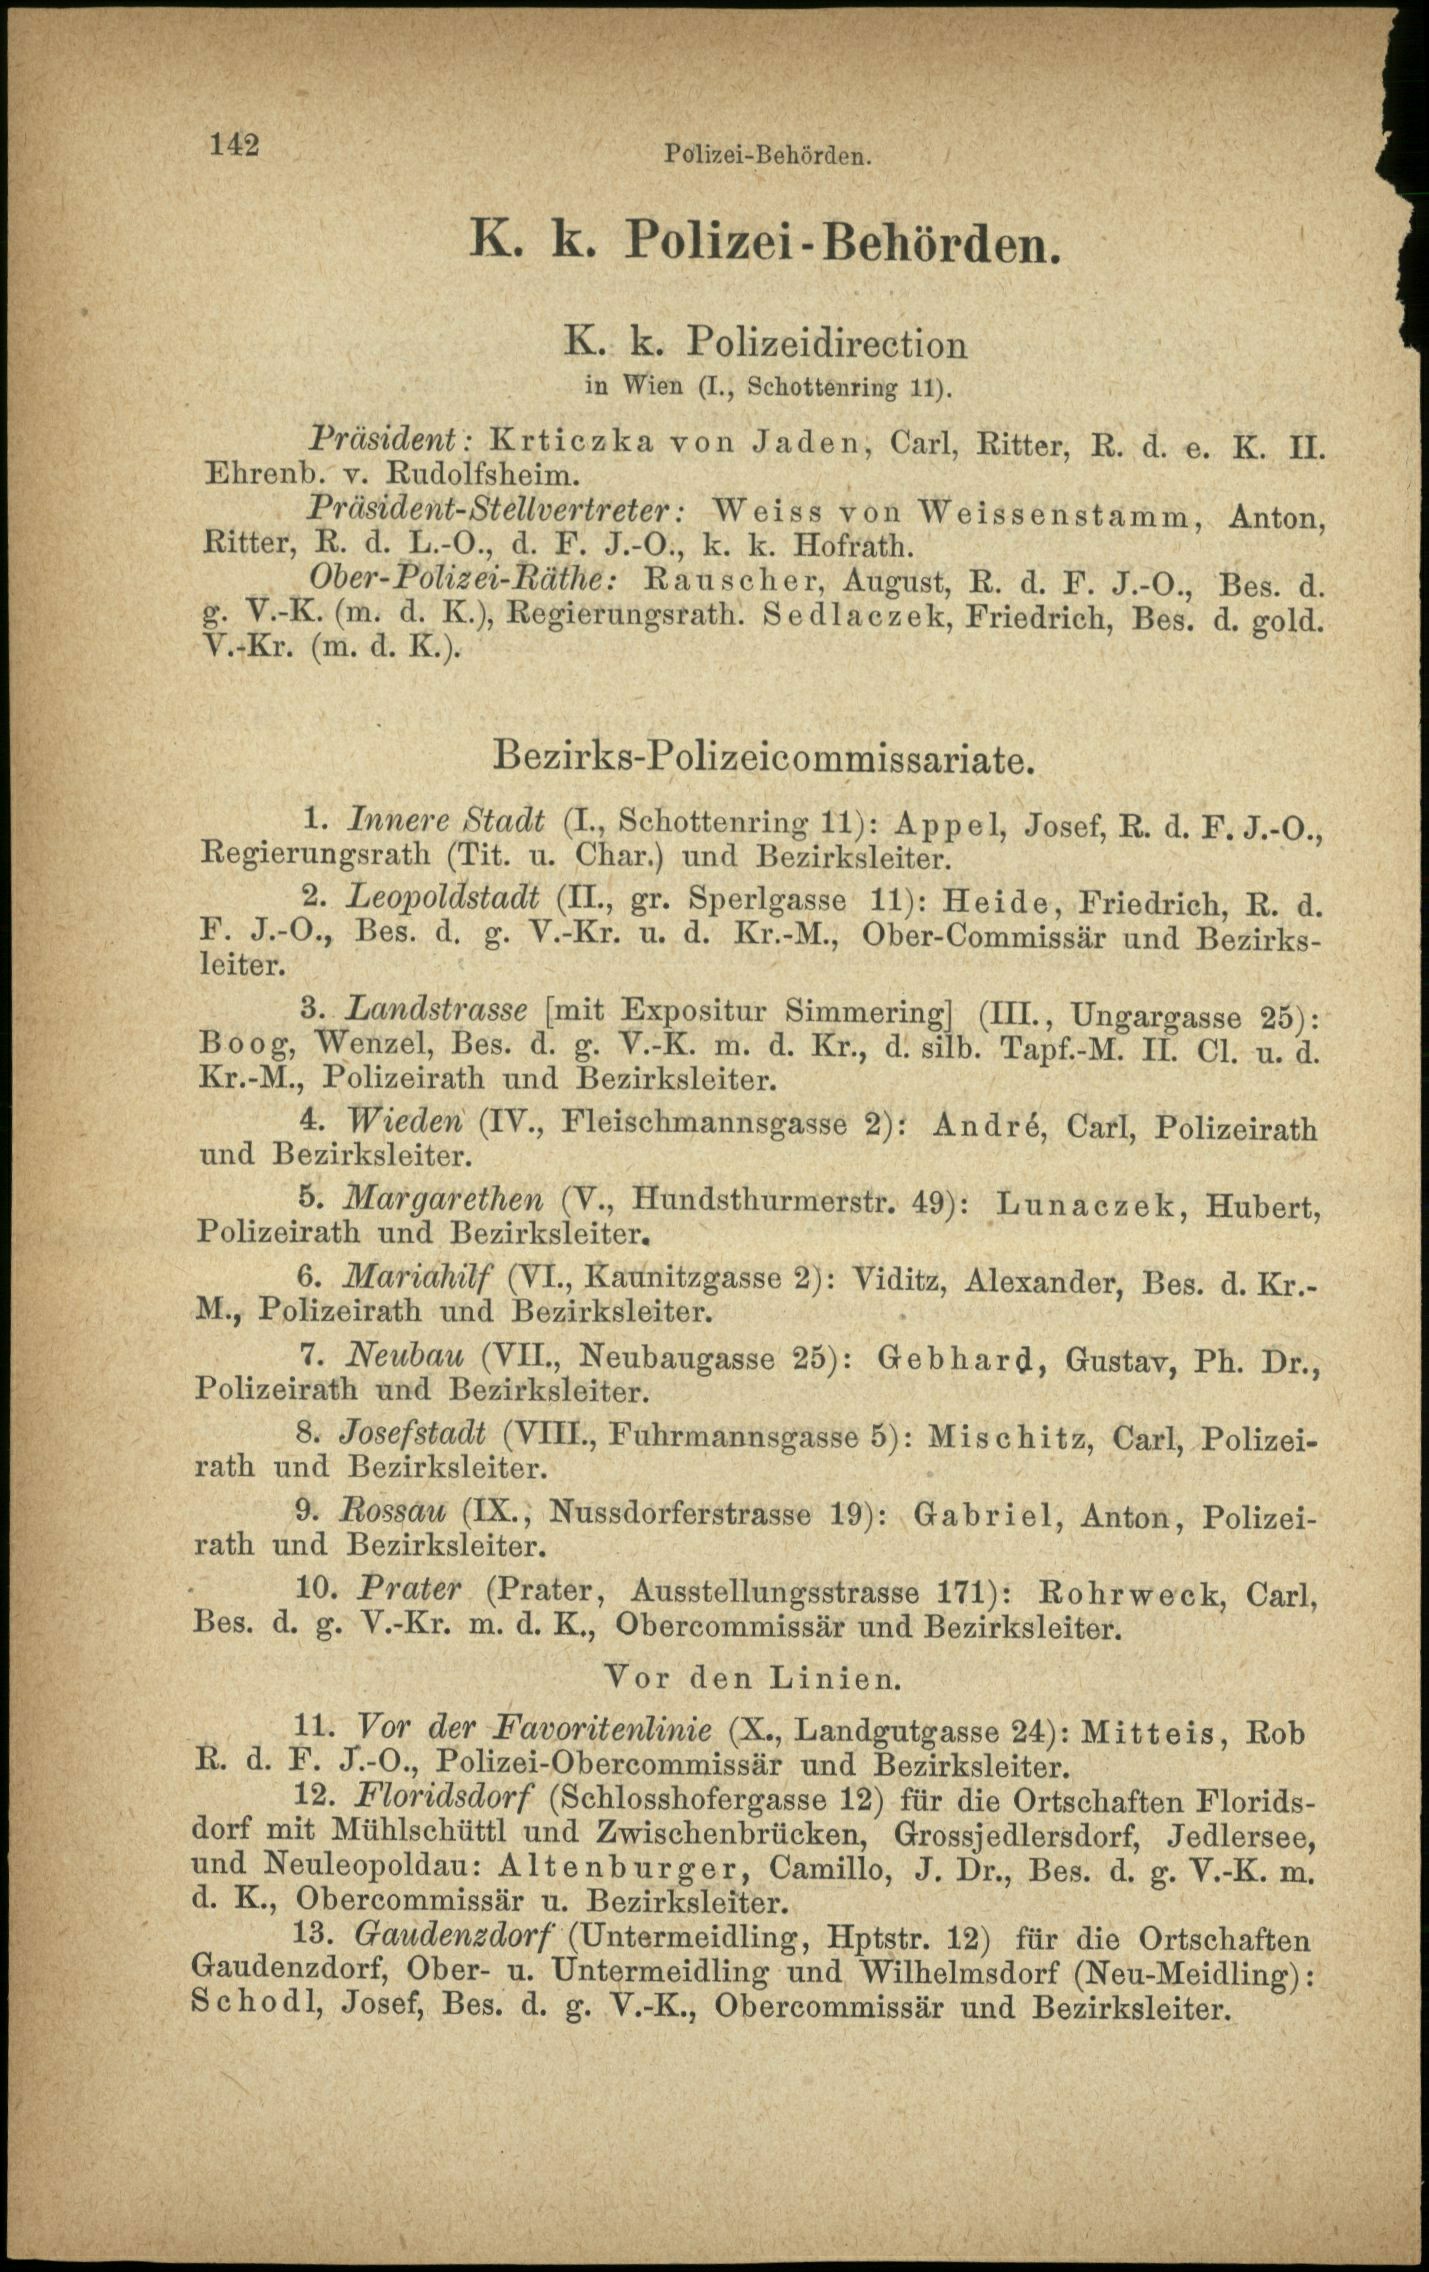 142
Polizei-Behörden.
K. k. Polizei-Behörden.
K. k. Polizeidirection
in Wien (I., Schottenring 11).
Präsident: Krticzka von Jaden, Carl, Ritter, R. d. e. K. II.
Ehrenb. v. Rudolfsheim.
Präsident-Stellvertreter: Weiss von Weissenstamm, Anton,
Ritter, R. d. L.-O., d. F. J.-O., k. k. Hofrath.
Ober-Polizei-Räthe: Rauscher, August, R. d. F. J.-O., Bes. d.
g. V.-K. (m. d. K.), Regierungsrath. Sedlaczek, Friedrich, Bes. d. gold.
V.-Kr. (m. d. K.).
Bezirks-Polizeicommissariate.
1. Innere Stadt (I., Schottenring 11): Appel, Josef, R. d. F. J.-O.,
Regierungsrath (Tit. u. Char.) und Bezirksleiter.
2. Leopoldstadt (II., gr. Sperlgasse 11): Heide, Friedrich, R. d.
F. J.-O., Bes. d. g. V.-Kr. u. d. Kr.-M., Ober-Commissär und Bezirks-
leiter.
3. Landstrasse [mit Expositur Simmering] (III., Ungargasse 25):
Boog, Wenzel, Bes. d. g. V.-K. m. d. Kr., d. silb. Tapf.-M. II. Cl. u. d.
Kr.-M., Polizeirath und Bezirksleiter.
4. Wieden (IV., Fleischmannsgasse 2): André, Carl, Polizeirath
und Bezirksleiter.
5. Margarethen (V., Hundsthurmerstr. 49): Lunaczek, Hubert,
Polizeirath und Bezirksleiter.
6. Mariahilf (VI., Kaunitzgasse 2): Viditz, Alexander, Bes. d. Kr.-
M., Polizeirath und Bezirksleiter.
7. Neubau (VII., Neubaugasse 25): Gebhard, Gustav, Ph. Dr.,
Polizeirath und Bezirksleiter.
8. Josefstadt (VIII., Fuhrmannsgasse 5): Mischitz, Carl, Polizei-
rath und Bezirksleiter.
9. Rossau (IX., Nussdorferstrasse 19): Gabriel, Anton, Polizei-
rath und Bezirksleiter.
10. Prater (Prater, Ausstellungsstrasse 171): Rohrweck, Carl,
Bes. d. g. V.-Kr. m. d. K., Obercommissär und Bezirksleiter.
Vor den Linien.
11. Vor der Favoritenlinie (X., Landgutgasse 24): Mitteis, Rob
R. d. F. J.-O., Polizei-Obercommissär und Bezirksleiter.
12. Floridsdorf (Schlosshofergasse 12) für die Ortschaften Florids-
dorf mit Mühlschüttl und Zwischenbrücken, Grossjedlersdorf, Jedlersee,
und Neuleopoldau: Altenburger, Camillo, J. Dr., Bes. d. g. V.-K. m.
d. K., Obercommissär u. Bezirksleiter.
13. Gaudenzdorf (Untermeidling, Hptstr. 12) für die Ortschaften
Gaudenzdorf, Ober- u. Untermeidling und Wilhelmsdorf (Neu-Meidling):
Schodl, Josef, Bes. d. g. V.-K., Obercommissär und Bezirksleiter.